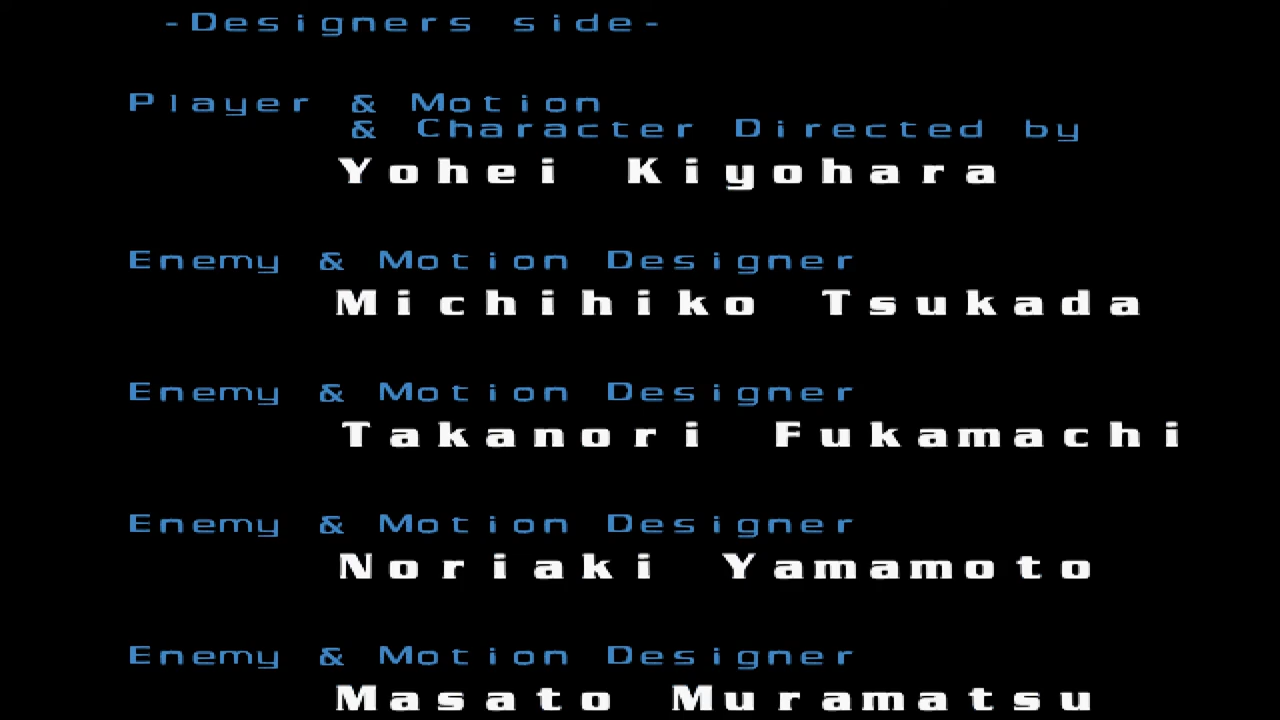 -Designers side-
Player & Motion
& Character Directed by
Yohei Kiyohara
Enemy & Motion Designer
Michihiko Tsukada
Enemy & Motion Designer
Takanori Fukamachi
Enemy & Motion Designer
Noriaki Yamamoto
Enemy & Motion Designer
Masato Muramatsu